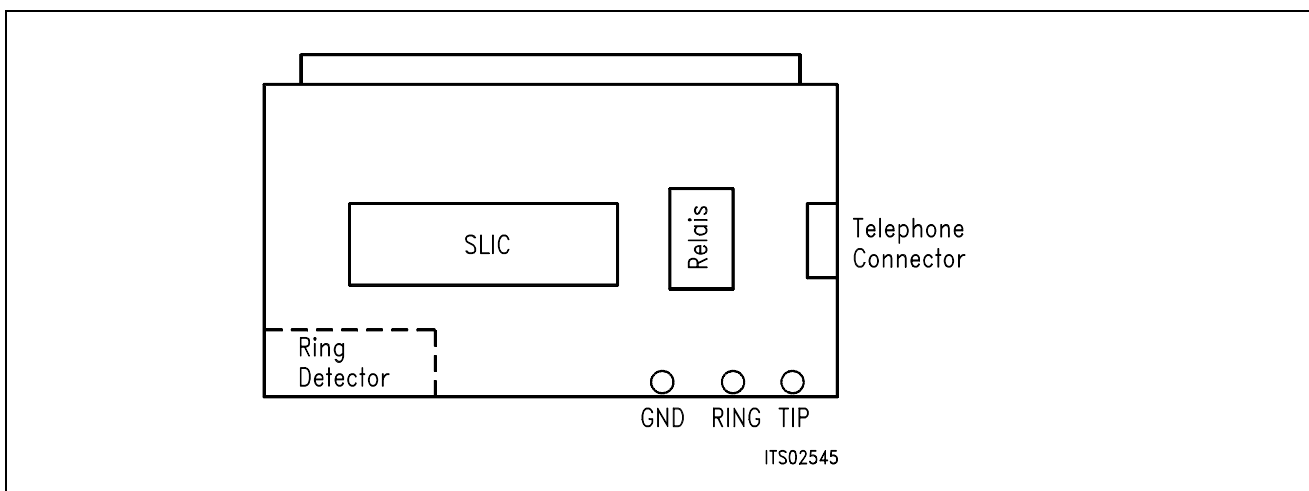 SLIC
Relais
Telephone
Connector
Ring
Detector
GND RING TIP
ITS02545